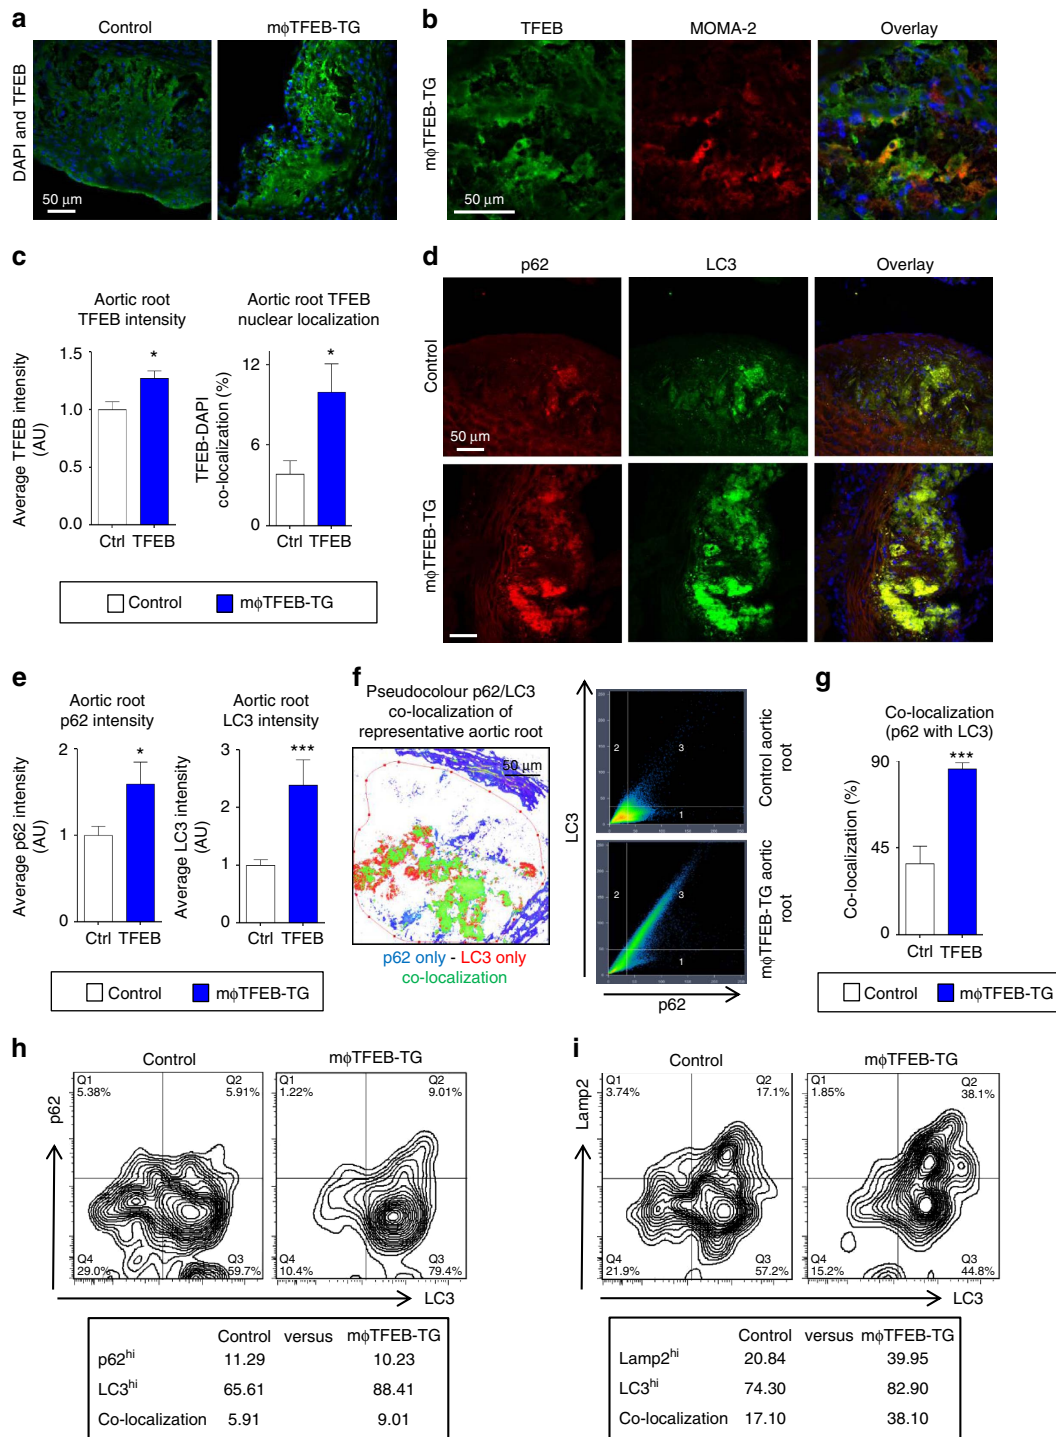 a
Control
mφTFEB-TG
DAPI and TFEB
50 μm
b
TFEB
MOMA-2
Overlay
mφTFEB-TG
50 μm
c
Aortic root
TFEB intensity
Average TFEB intensity
(AU)
1.5
1.0
0.5
0.0
*
Ctrl TFEB
Aortic root TFEB
nuclear localization
TFEB-DAPI
co-localization (%)
12
6
0
*
Ctrl TFEB
Control
mφTFEB-TG
d
p62
LC3
Overlay
Control
50 μm
mφTFEB-TG
e
Aortic root
p62 intensity
Average p62 intensity
(AU)
2
1
0
*
Ctrl TFEB
Aortic root
LC3 intensity
Average LC3 intensity
(AU)
3
2
1
0
***
Ctrl TFEB
Control
mφTFEB-TG
f
Pseudocolour p62/LC3
co-localization of
representative aortic root
50 μm
p62 only - LC3 only
co-localization
LC3
2
3
1
Control aortic
root
2
3
1
mφTFEB-TG aortic
root
p62
g
Co-localization
(p62 with LC3)
Co-localization (%)
90
45
0
***
Ctrl TFEB
Control
mφTFEB-TG
h
Control
mφTFEB-TG
p62
Q1
5.38%
Q2
5.91%
Q4
29.0%
Q3
59.7%
Q1
1.22%
Q2
9.01%
Q4
10.4%
Q3
79.4%
LC3
Control versus mφTFEB-TG
p62hi 11.29 10.23
LC3hi 65.61 88.41
Co-localization 5.91 9.01
i
Control
mφTFEB-TG
Lamp2
Q1
3.74%
Q2
17.1%
Q4
21.9%
Q3
57.2%
Q1
1.85%
Q2
38.1%
Q4
15.2%
Q3
44.8%
LC3
Control versus mφTFEB-TG
Lamp2hi 20.84 39.95
LC3hi 74.30 82.90
Co-localization 17.10 38.10